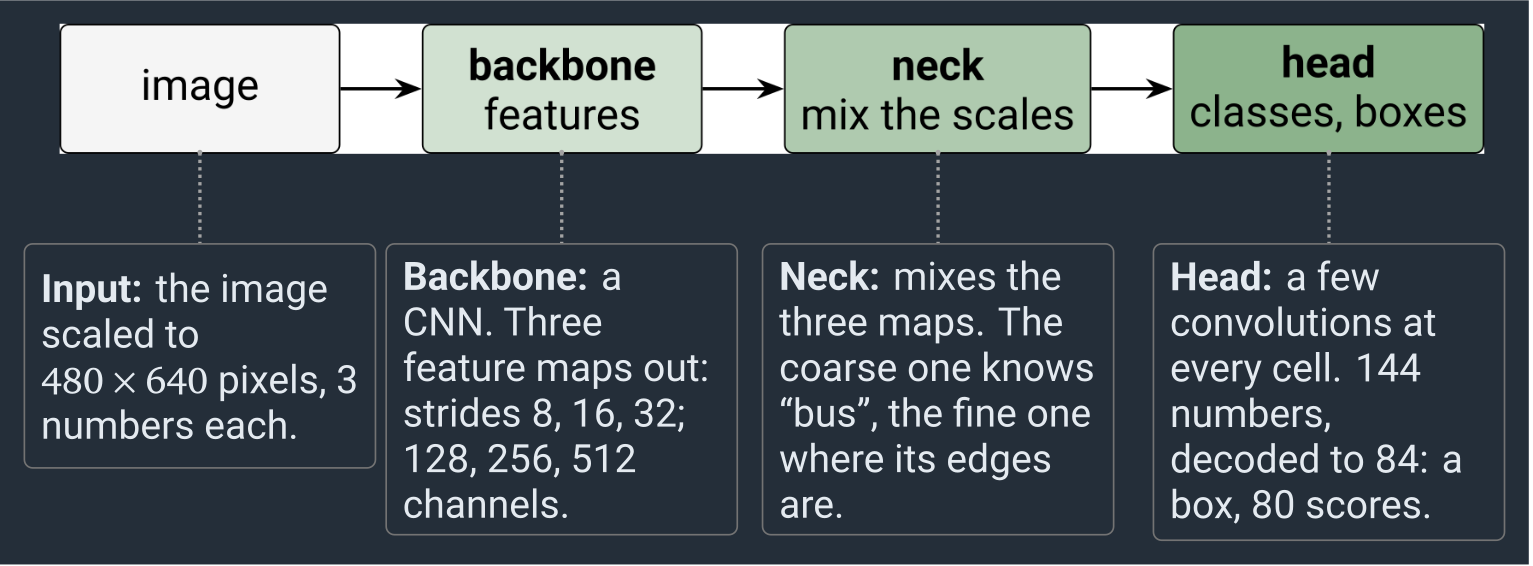 image
backbone
features
neck
mix the scales
head
classes, boxes
Input: the image
scaled to
480 × 640 pixels, 3
numbers each.
Backbone: a
CNN. Three
feature maps out:
strides 8, 16, 32;
128, 256, 512
channels.
Neck: mixes the
three maps. The
coarse one knows
“bus”, the fine one
where its edges
are.
Head: a few
convolutions at
every cell. 144
numbers,
decoded to 84: a
box, 80 scores.